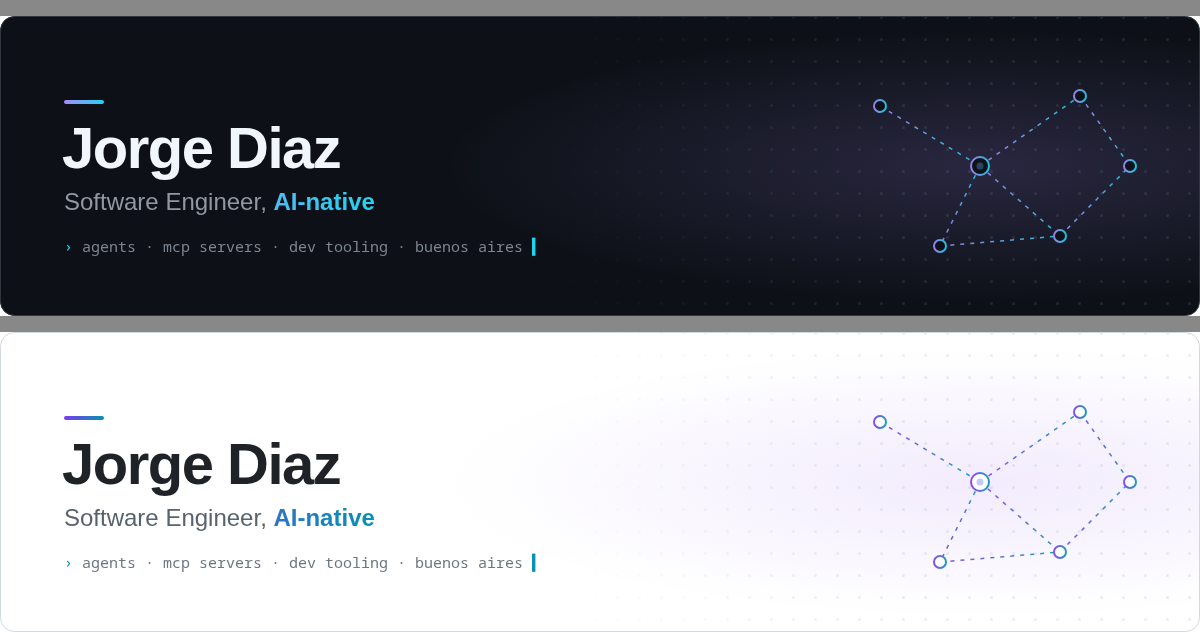 Jorge Diaz
Software Engineer, AI-native
› agents · mcp servers · dev tooling · buenos aires
Jorge Diaz
Software Engineer, AI-native
› agents · mcp servers · dev tooling · buenos aires